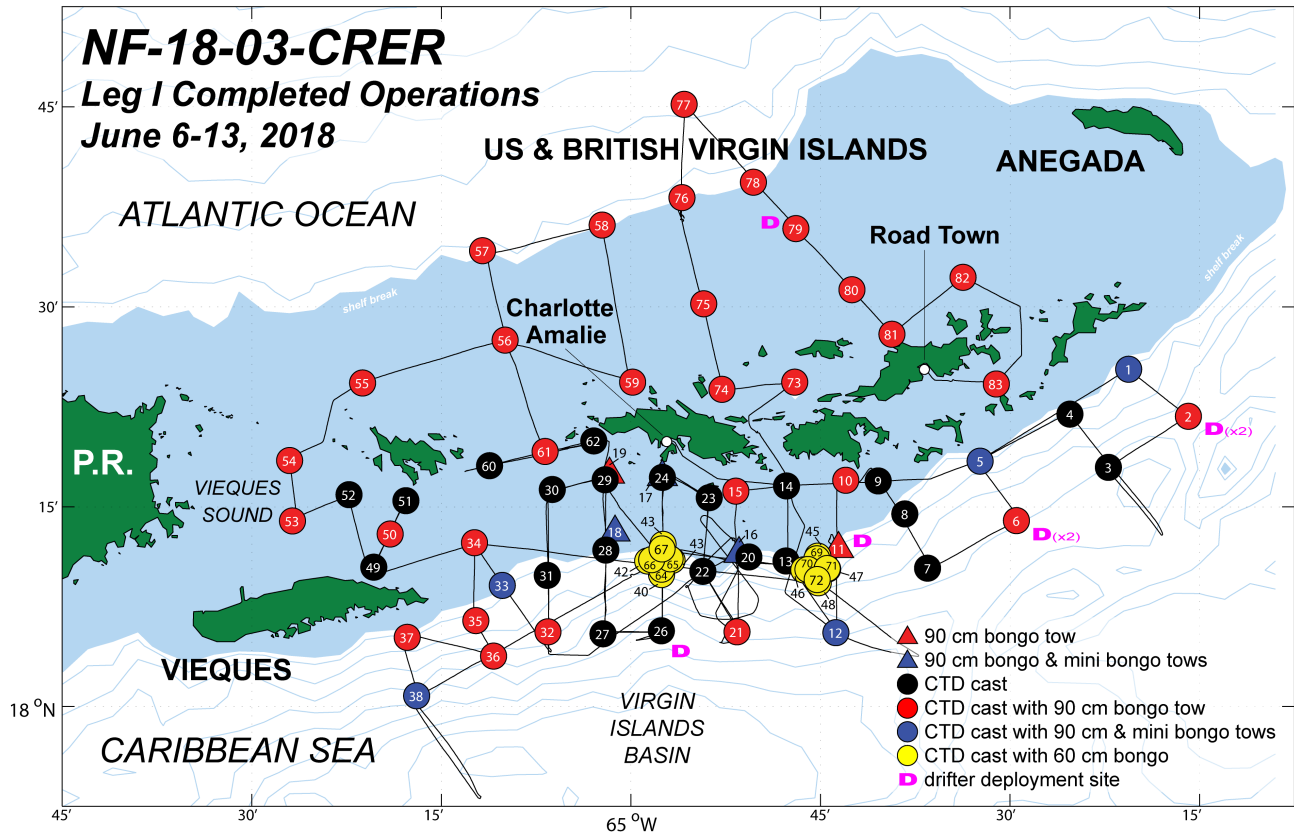 NF-18-03-CRER
Leg I Completed Operations
June 6-13, 2018
US & BRITISH VIRGIN ISLANDS
ANEGADA
ATLANTIC OCEAN
Road Town
Charlotte
Amalie
shelf break
shelf break
P.R.
VIEQUES
SOUND
VIEQUES
CARIBBEAN SEA
VIRGIN
ISLANDS
BASIN
77
78
76
D 79
58
57
82
80
75
81
56
1
55
59
74
73
83
2
D(x2)
4
62
61
19
54
60
3
5
29
24
14
10
9
30
17
23
15
52
51
53
8
6
D(x2)
18
43
16
45
50
34
67
43
69
11
D
28
20
13
49
31
42
66
65
22
70
71
47
7
33
40
64
46
72
48
35
32
27
26
21
12
37
D
36
38
90 cm bongo tow
90 cm bongo & mini bongo tows
CTD cast
CTD cast with 90 cm bongo tow
CTD cast with 90 cm & mini bongo tows
CTD cast with 60 cm bongo
D drifter deployment site
45′
30′
15′
18 °N
45′
30′
15′
65 °W
45′
30′
15′